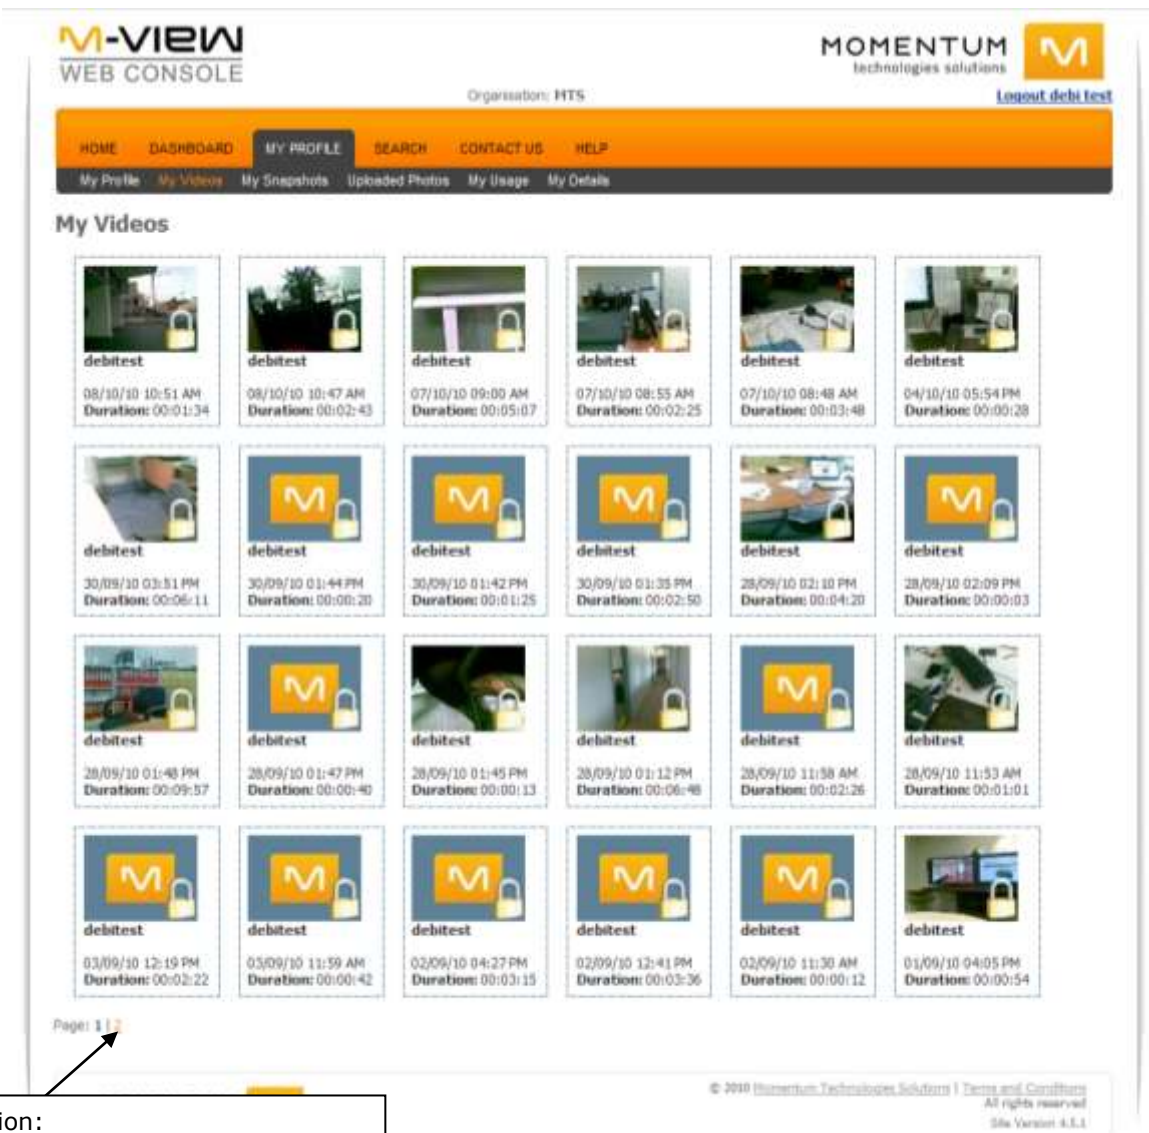 M-VIEW
WEB CONSOLE
MOMENTUM
technologies solutions
Organisation: MTS
Logout debi test
HOME DASHBOARD MY PROFILE SEARCH CONTACT US HELP
My Profile My Videos My Snapshots Uploaded Photos My Usage My Details
My Videos
debitest debitest debitest debitest debitest debitest
08/10/10 10:51 AM 08/10/10 10:47 AM 07/10/10 09:00 AM 07/10/10 08:55 AM 07/10/10 08:48 AM 04/10/10 05:54 PM
Duration: 00:01:34 Duration: 00:02:43 Duration: 00:05:07 Duration: 00:02:25 Duration: 00:03:48 Duration: 00:00:28
debitest debitest debitest debitest debitest debitest
30/09/10 03:51 PM 30/09/10 01:44 PM 30/09/10 01:42 PM 30/09/10 01:35 PM 28/09/10 02:10 PM 28/09/10 02:09 PM
Duration: 00:06:11 Duration: 00:00:20 Duration: 00:01:25 Duration: 00:02:50 Duration: 00:04:20 Duration: 00:00:03
debitest debitest debitest debitest debitest debitest
28/09/10 01:48 PM 28/09/10 01:47 PM 28/09/10 01:45 PM 28/09/10 01:12 PM 28/09/10 11:58 AM 28/09/10 11:53 AM
Duration: 00:09:57 Duration: 00:00:40 Duration: 00:00:13 Duration: 00:06:48 Duration: 00:02:26 Duration: 00:01:01
debitest debitest debitest debitest debitest debitest
03/09/10 12:19 PM 03/09/10 11:59 AM 02/09/10 04:27 PM 02/09/10 12:41 PM 02/09/10 11:30 AM 01/09/10 04:05 PM
Duration: 00:02:22 Duration: 00:00:42 Duration: 00:03:15 Duration: 00:03:36 Duration: 00:00:12 Duration: 00:00:54
Page: 1 | 2
© 2010 Momentum Technologies Solutions | Terms and Conditions
All rights reserved
Site Version 4.5.1
ion: